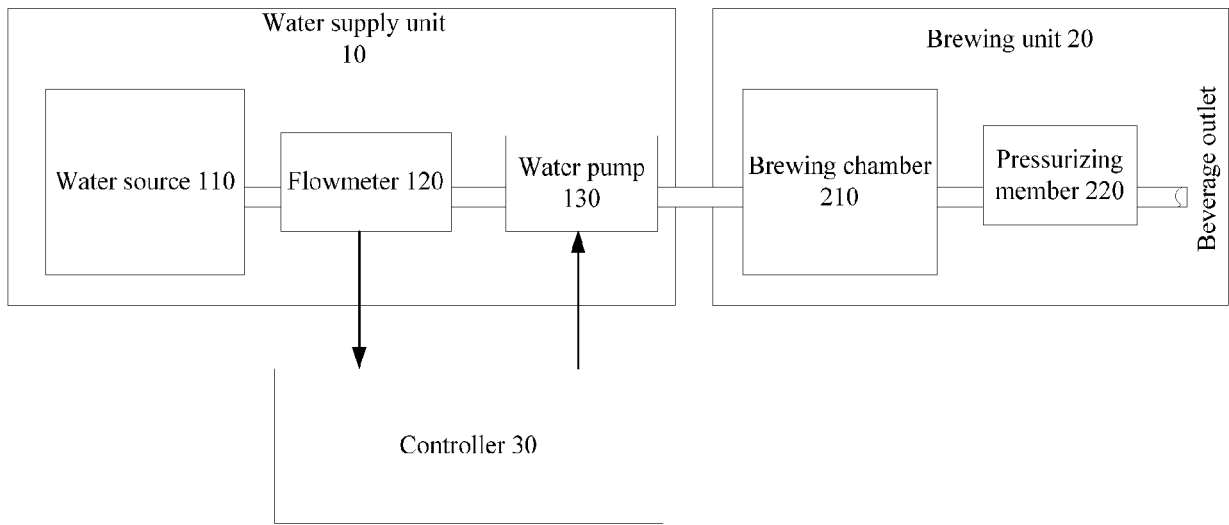 Water supply unit
10
Brewing unit 20
Water source 110
Flowmeter 120
Water pump
130
Brewing chamber
210
Pressurizing
member 220
Beverage outlet
Controller 30